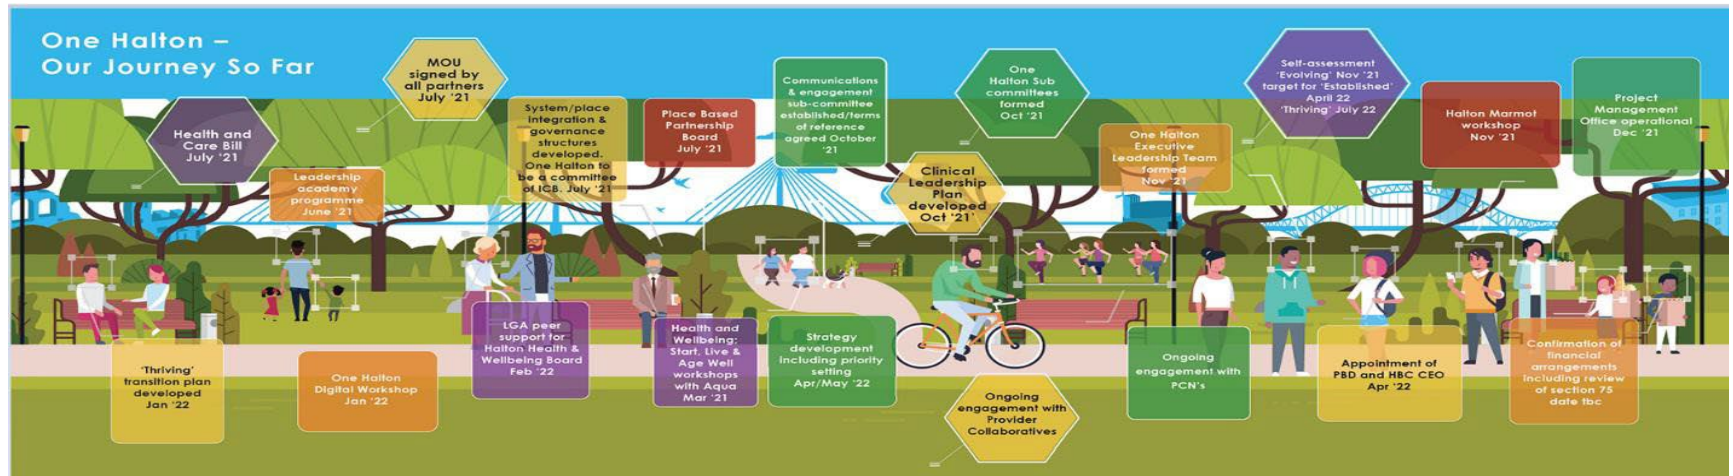 One Halton –
Our Journey So Far
Health and
Care Bill
July '21
Leadership
academy
programme
June '21
MOU
signed by
all partners
July '21
System/place
integration &
governance
structures
developed.
One Halton to
be a committee
of ICB. July '21
Place Based
Partnership
Board
July '21
Communications
& engagement
sub-committee
established/terms
of reference
agreed October
'21
Clinical
Leadership
Plan
developed
Oct '21'
One
Halton Sub
committees
formed
Oct '21
One Halton
Executive
Leadership Team
formed
Nov '21
Self-assessment
'Evolving' Nov '21
target for 'Established'
April 22
'Thriving' July 22
Halton Marmot
workshop
Nov '21
Project
Management
Office operational
Dec '21
'Thriving'
transition plan
developed
Jan '22
One Halton
Digital Workshop
Jan '22
LGA peer
support for
Halton Health &
Wellbeing Board
Feb '22
Health and
Wellbeing:
Start, Live &
Age Well
workshops
with Aqua
Mar '21
Strategy
development
including priority
setting
Apr/May '22
Ongoing
engagement with
Provider
Collaboratives
Ongoing
engagement with
PCN's
Appointment of
PBD and HBC CEO
Apr '22
Confirmation of
financial
arrangements
including review
of section 75
date tbc